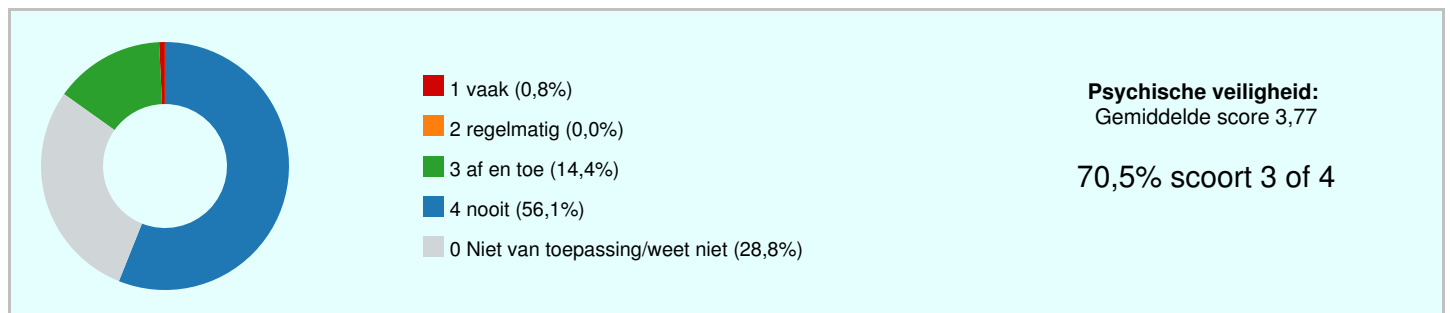 1 vaak (0,8%)
2 regelmatig (0,0%)
3 af en toe (14,4%)
4 nooit (56,1%)
0 Niet van toepassing/weet niet (28,8%)
Psychische veiligheid:
Gemiddelde score 3,77
70,5% scoort 3 of 4